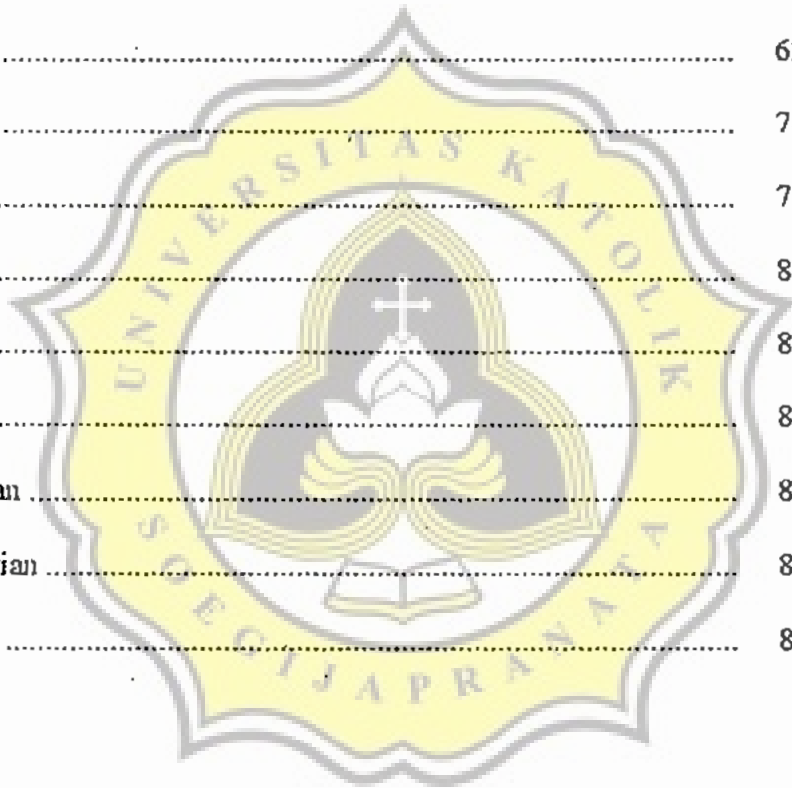 ........................................ 6
........................................ 7
........................................ 7
........................................ 8
........................................ 8
........................................ 8
an ........................................ 8
ian ........................................ 8
........................................ 8
UNIVERSITAS KATOLIK
SOEGIJAPRANATA